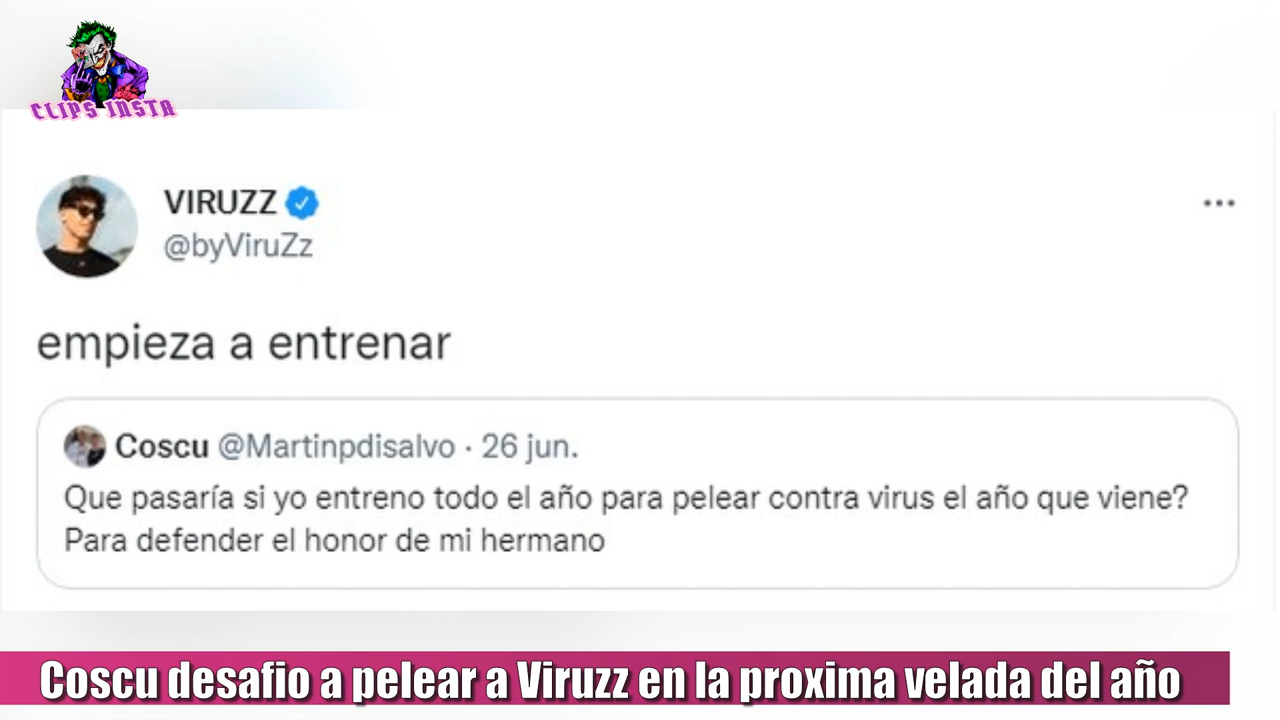 CLIPS INSTA
VIRUZZ
@byViruZz
empieza a entrenar
Coscu @Martinpdisalvo · 26 jun.
Que pasaría si yo entreno todo el año para pelear contra virus el año que viene?
Para defender el honor de mi hermano
Coscu desafio a pelear a Viruzz en la proxima velada del año